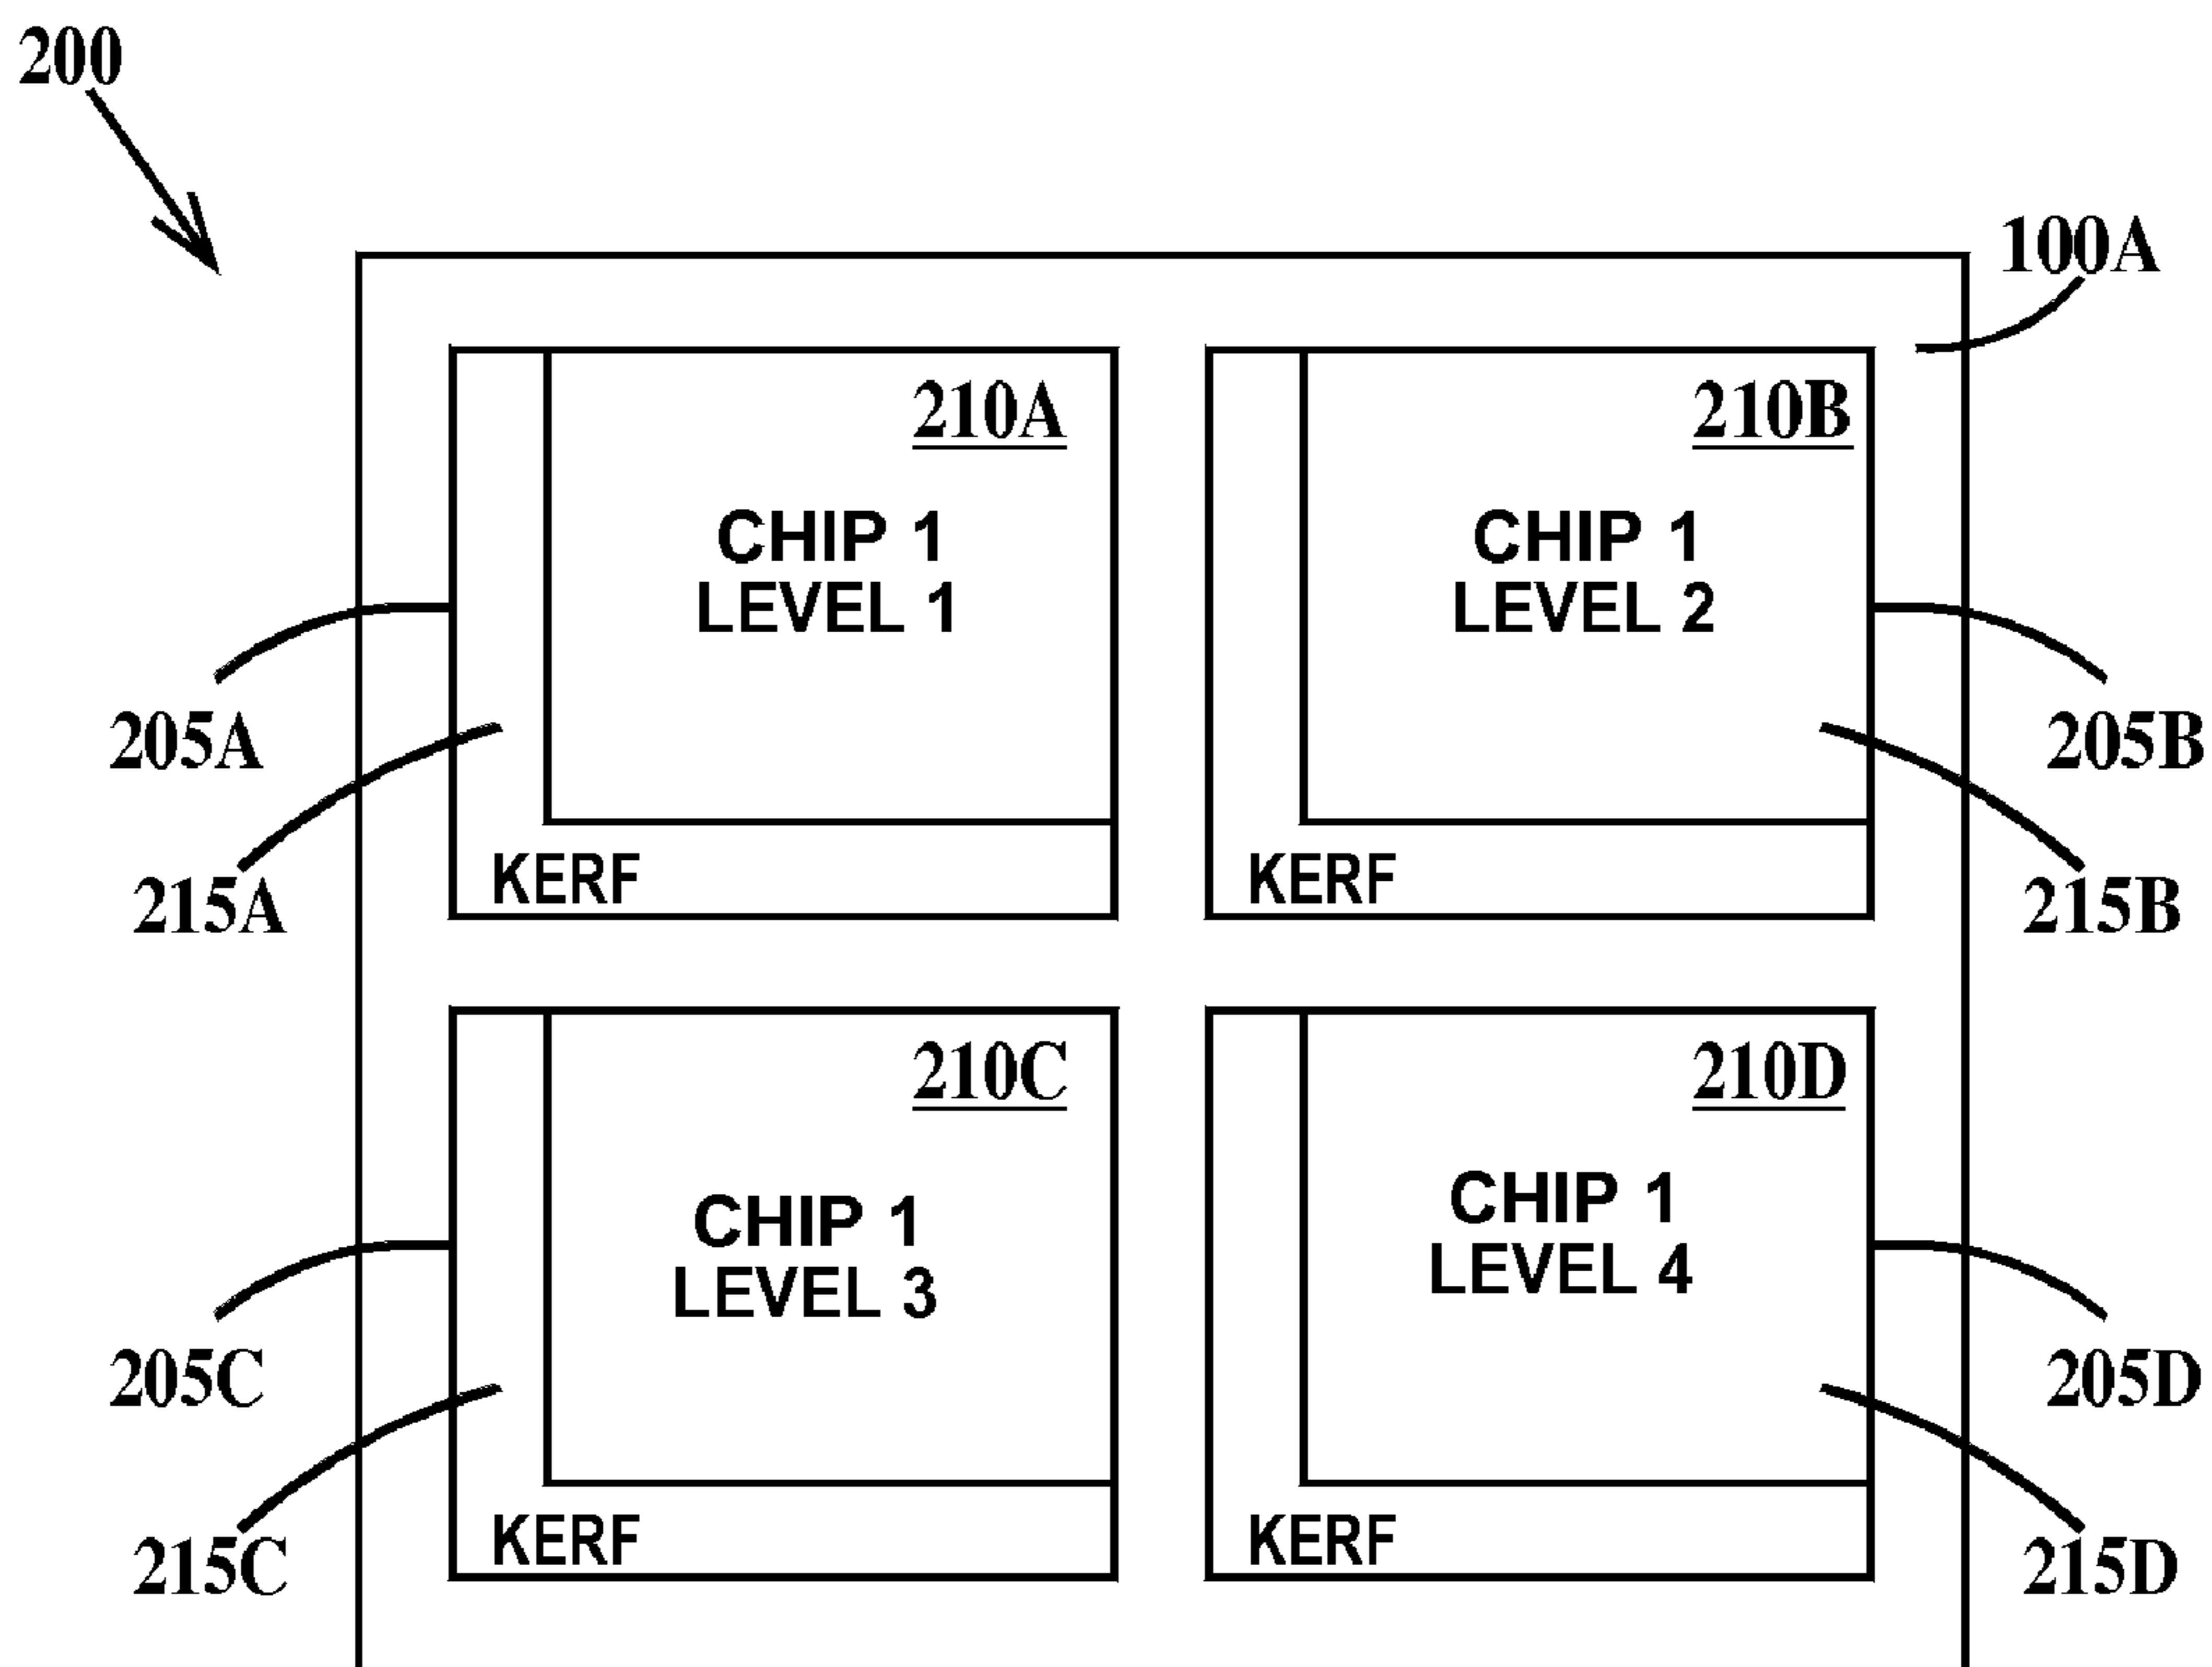 200
100A
210A
210B
CHIP 1
LEVEL 1
CHIP 1
LEVEL 2
205A
205B
215A
KERF
KERF
215B
210C
210D
CHIP 1
LEVEL 3
CHIP 1
LEVEL 4
205C
205D
215C
KERF
KERF
215D